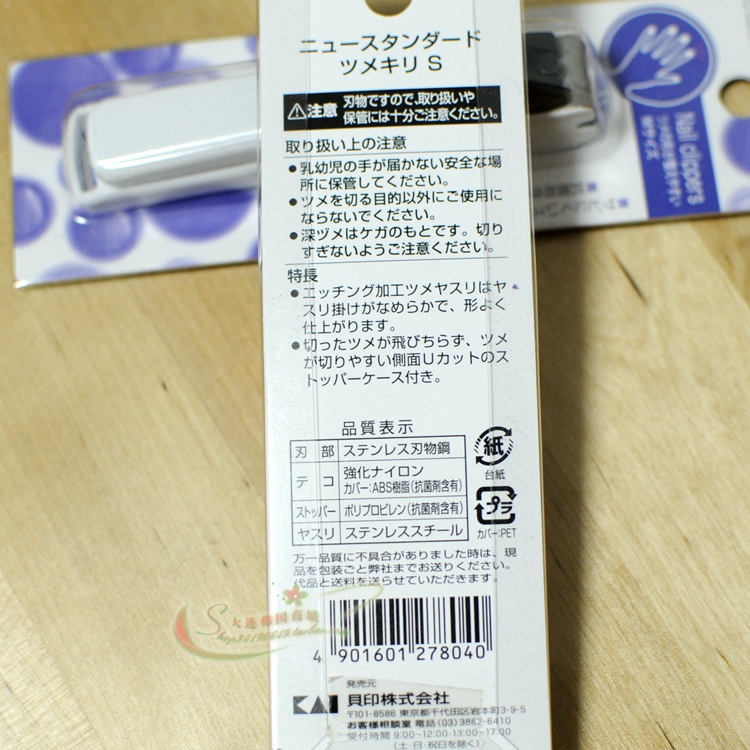 ニュースタンダード
ツメキリ S
注意 刃物ですので、取り扱いや
保管には十分ご注意ください。
取り扱い上の注意
●乳幼児の手が届かない安全な場
所に保管してください。
●ツメを切る目的以外にご使用に
ならないでください。
●深ヅメはケガのもとです。切り
すぎないようご注意ください。
特長
●エッチング加工ツメヤスリはヤ
スリ掛けがなめらかで、形よく
仕上がります。
●切ったツメが飛びちらず、ツメ
が切りやすい側面Uカットのス
トッパーケース付き。
品質表示
刃部 ステンレス刃物鋼
テコ 強化ナイロン
カバー:ABS樹脂(抗菌剤含有)
ストッパー ポリプロピレン(抗菌剤含有)
ヤスリ ステンレススチール
紙
台紙
プラ
カバー:PET
万一品質に不具合がありました時は、現
品を包装ごと弊社までお送りください。
代品と送料を送らせていただきます。
大连韩国商城
4 901601 278040
発売元
KAI 貝印株式会社
〒101-8586 東京都千代田区岩本町3-9-5
お客様相談室 電話(03)3862-6410
受付時間 9:00-12:00・13:00-17:00
(土・日・祝日を除く)
Nail clippers